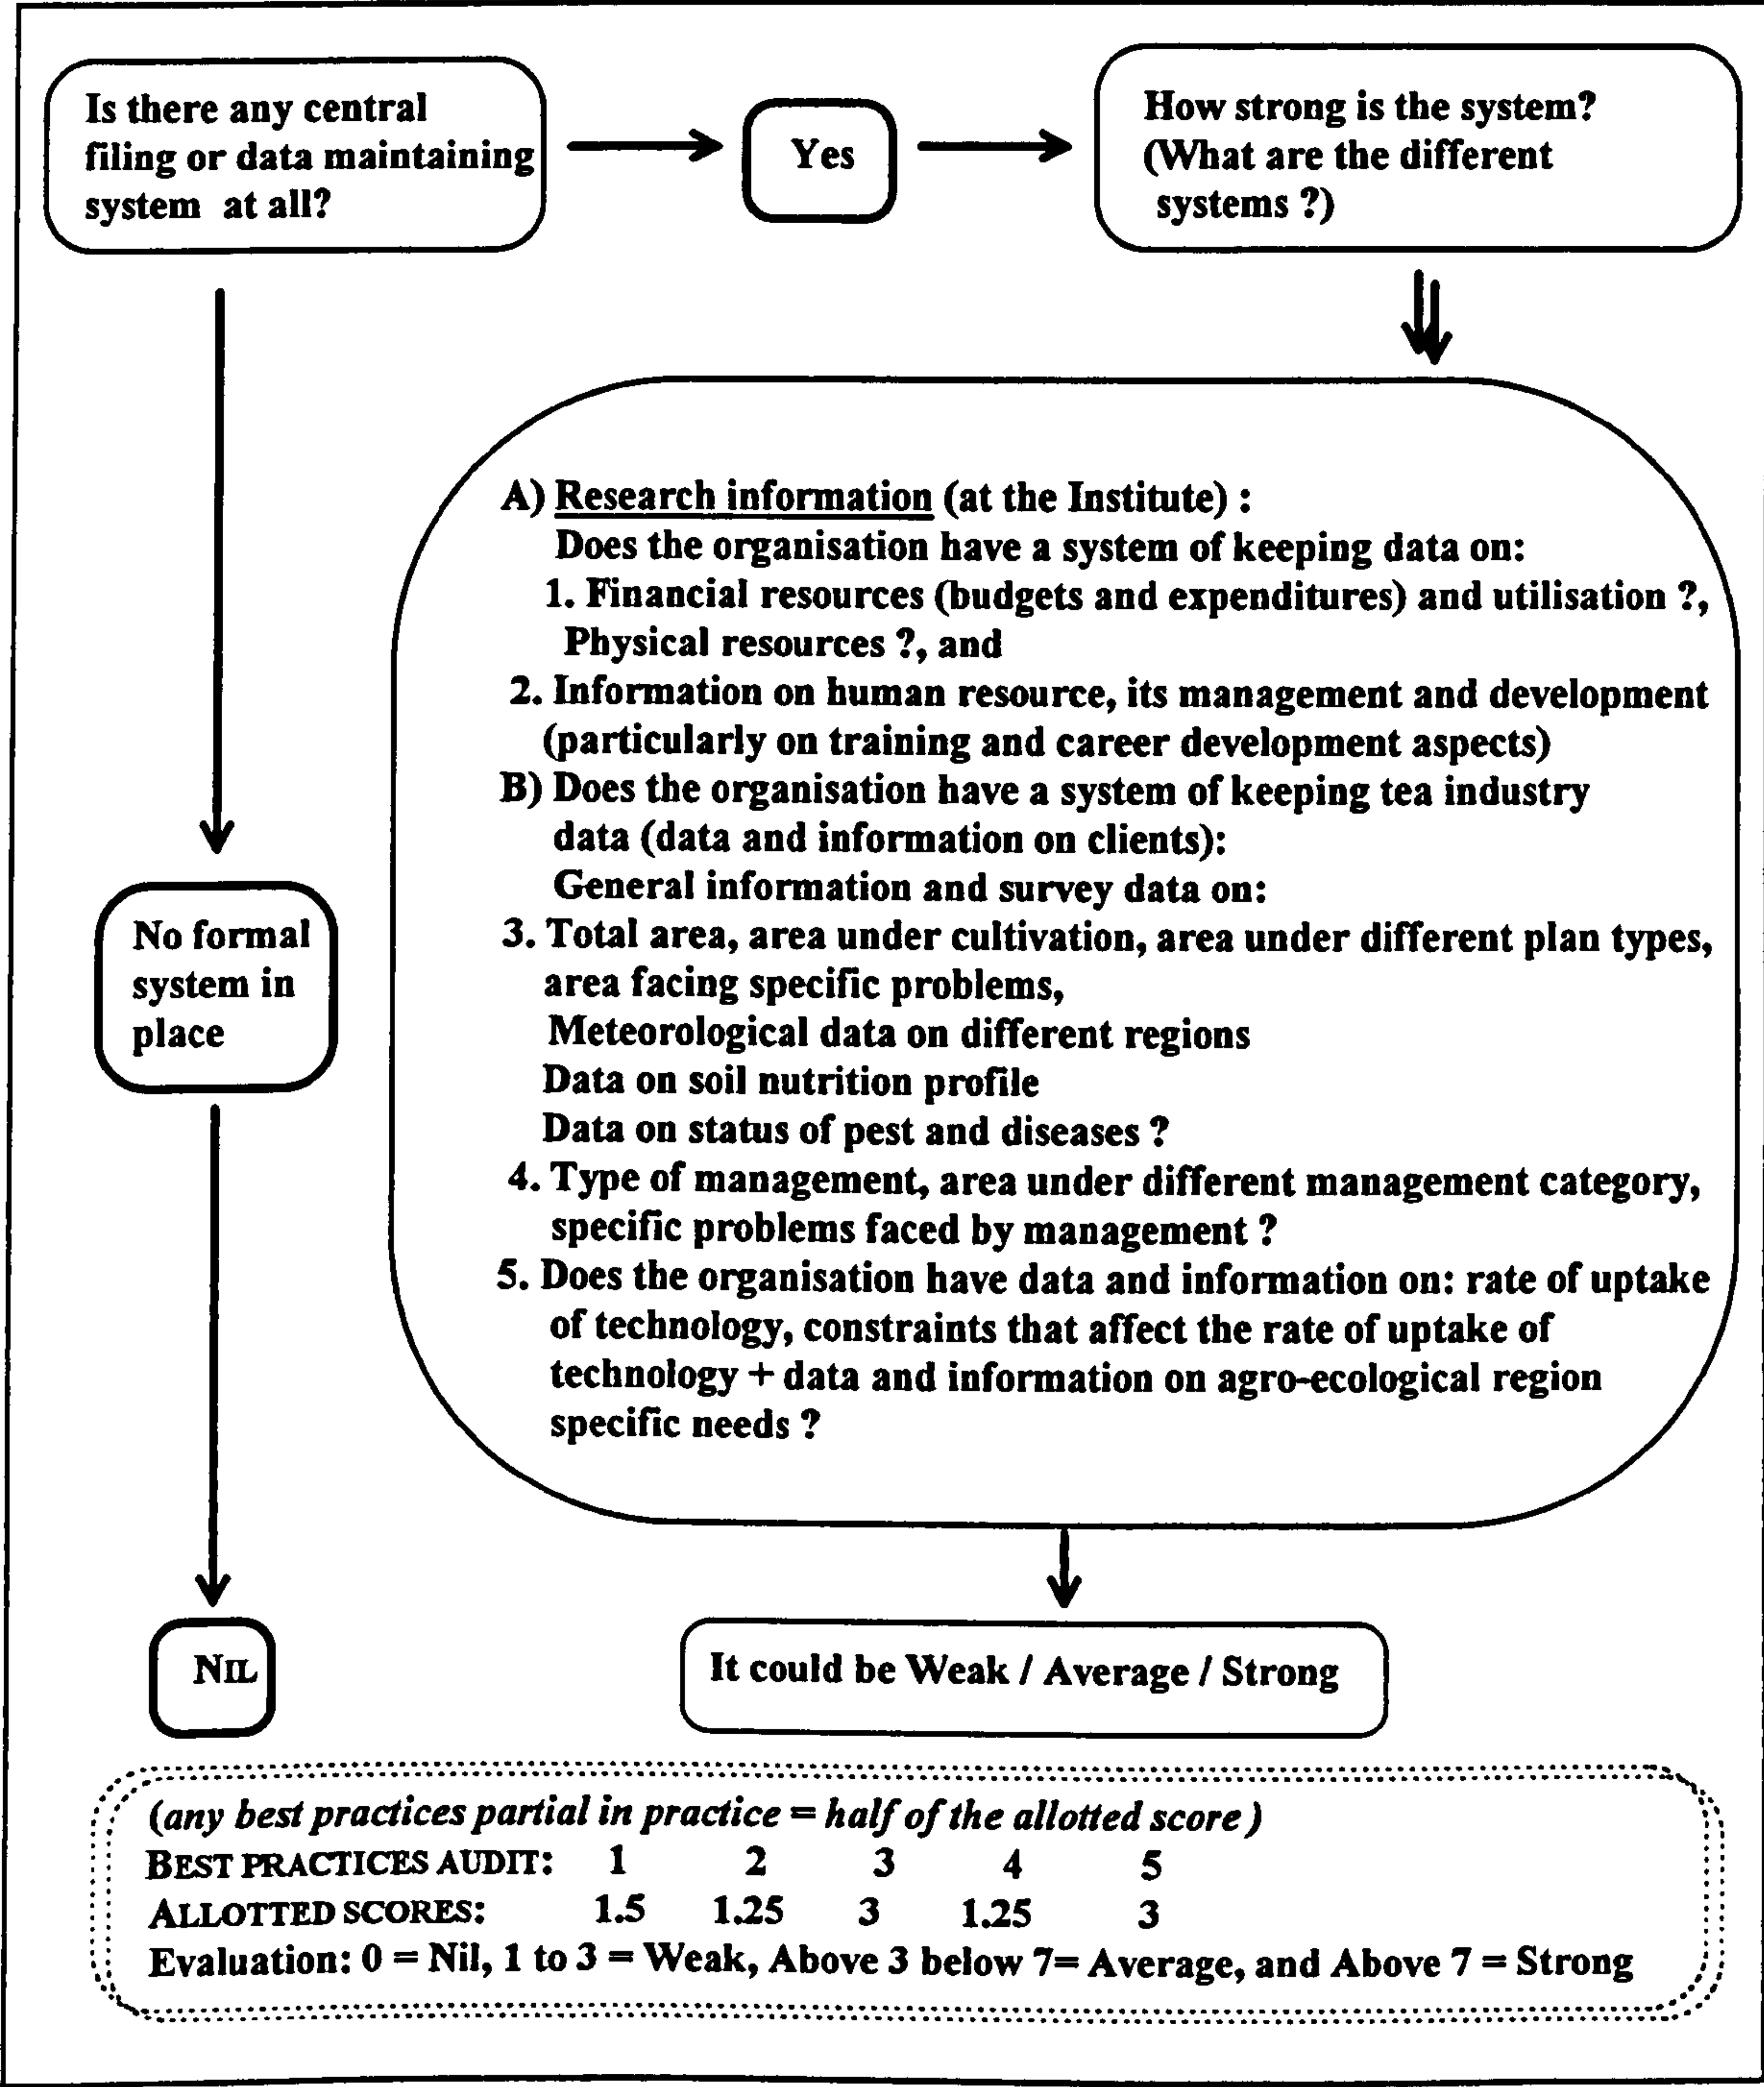 Is there any central
filing or data maintaining
system at all?
Yes
How strong is the system?
(What are the different
systems ?)
A) Research information (at the Institute) :
Does the organisation have a system of keeping data on:
1. Financial resources (budgets and expenditures) and utilisation ?,
Physical resources ?, and
2. Information on human resource, its management and development
(particularly on training and career development aspects)
B) Does the organisation have a system of keeping tea industry
data (data and information on clients):
General information and survey data on:
3. Total area, area under cultivation, area under different plan types,
area facing specific problems,
Meteorological data on different regions
Data on soil nutrition profile
Data on status of pest and diseases ?
4. Type of management, area under different management category,
specific problems faced by management ?
5. Does the organisation have data and information on: rate of uptake
of technology, constraints that affect the rate of uptake of
technology + data and information on agro-ecological region
specific needs ?
No formal
system in
place
NIL
It could be Weak / Average / Strong
(any best practices partial in practice = half of the allotted score )
BEST PRACTICES AUDIT: 1 2 3 4 5
ALLOTTED SCORES: 1.5 1.25 3 1.25 3
Evaluation: 0 = Nil, 1 to 3 = Weak, Above 3 below 7= Average, and Above 7 = Strong